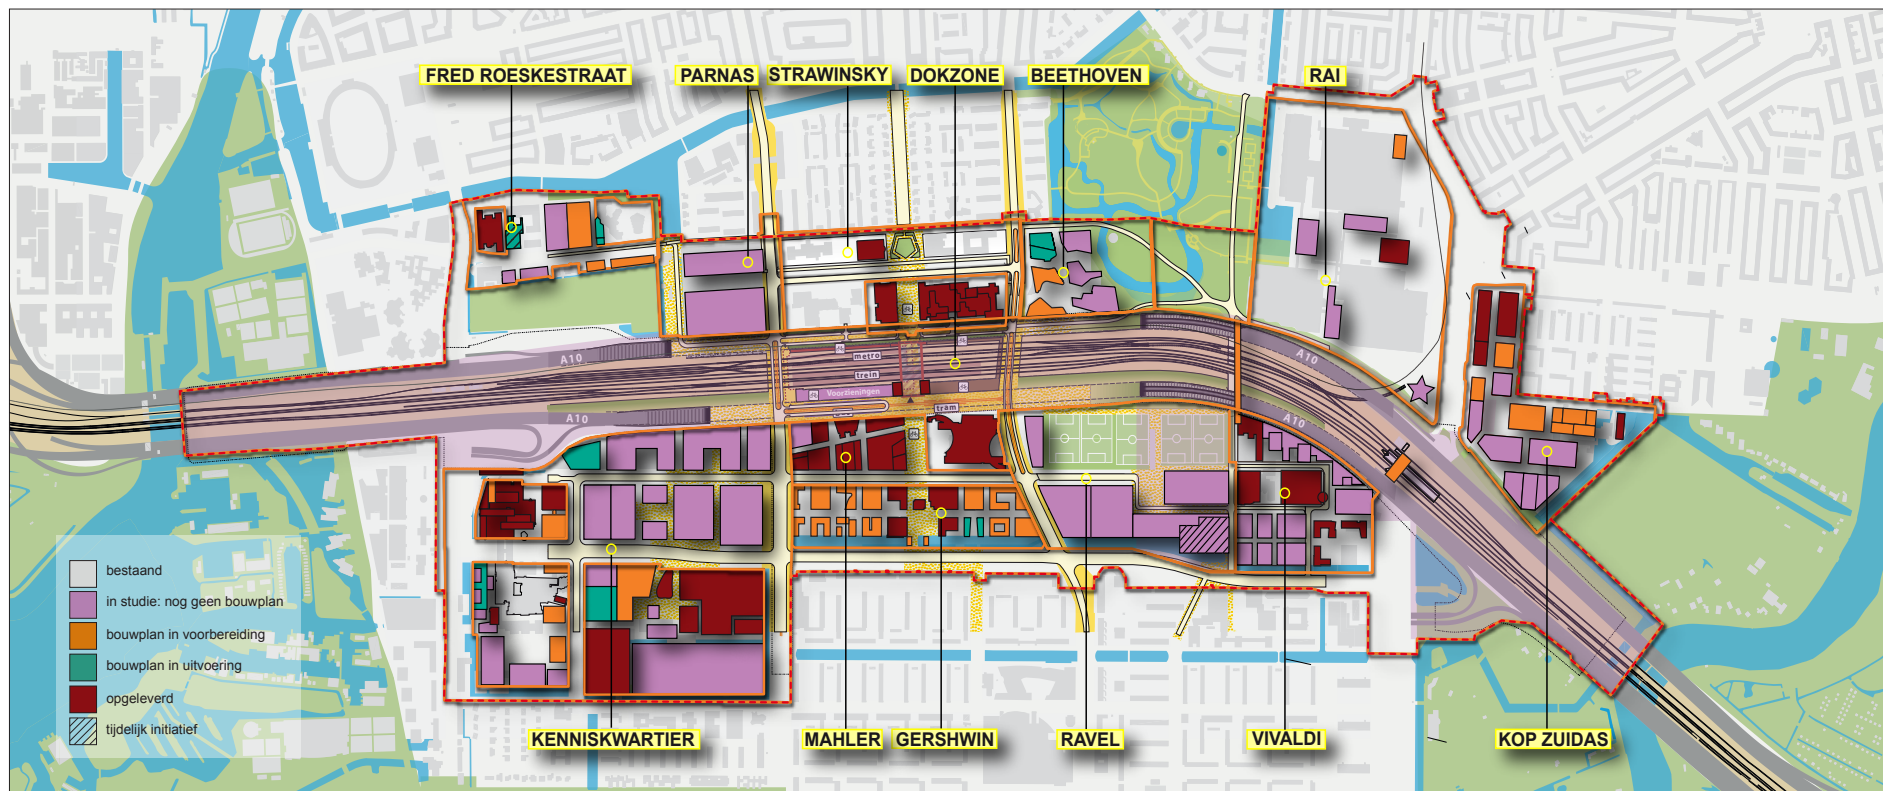 FRED ROESKESTRAAT
PARNAS
STRAWINSKY
DOKZONE
BEETHOVEN
RAI
A10
metro
trein
Voorzieningen
tram
A10
A10
A10
bestaand
in studie: nog geen bouwplan
bouwplan in voorbereiding
bouwplan in uitvoering
opgeleverd
tijdelijk initiatief
KENNISKWARTIER
MAHLER
GERSHWIN
RAVEL
VIVALDI
KOP ZUIDAS